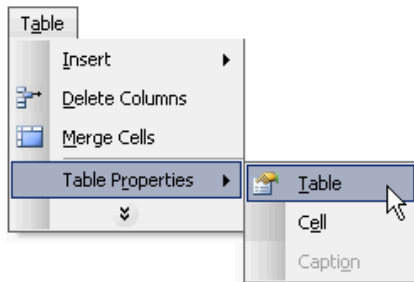 Table
Insert
Delete Columns
Merge Cells
Table Properties
Table
Cell
Caption